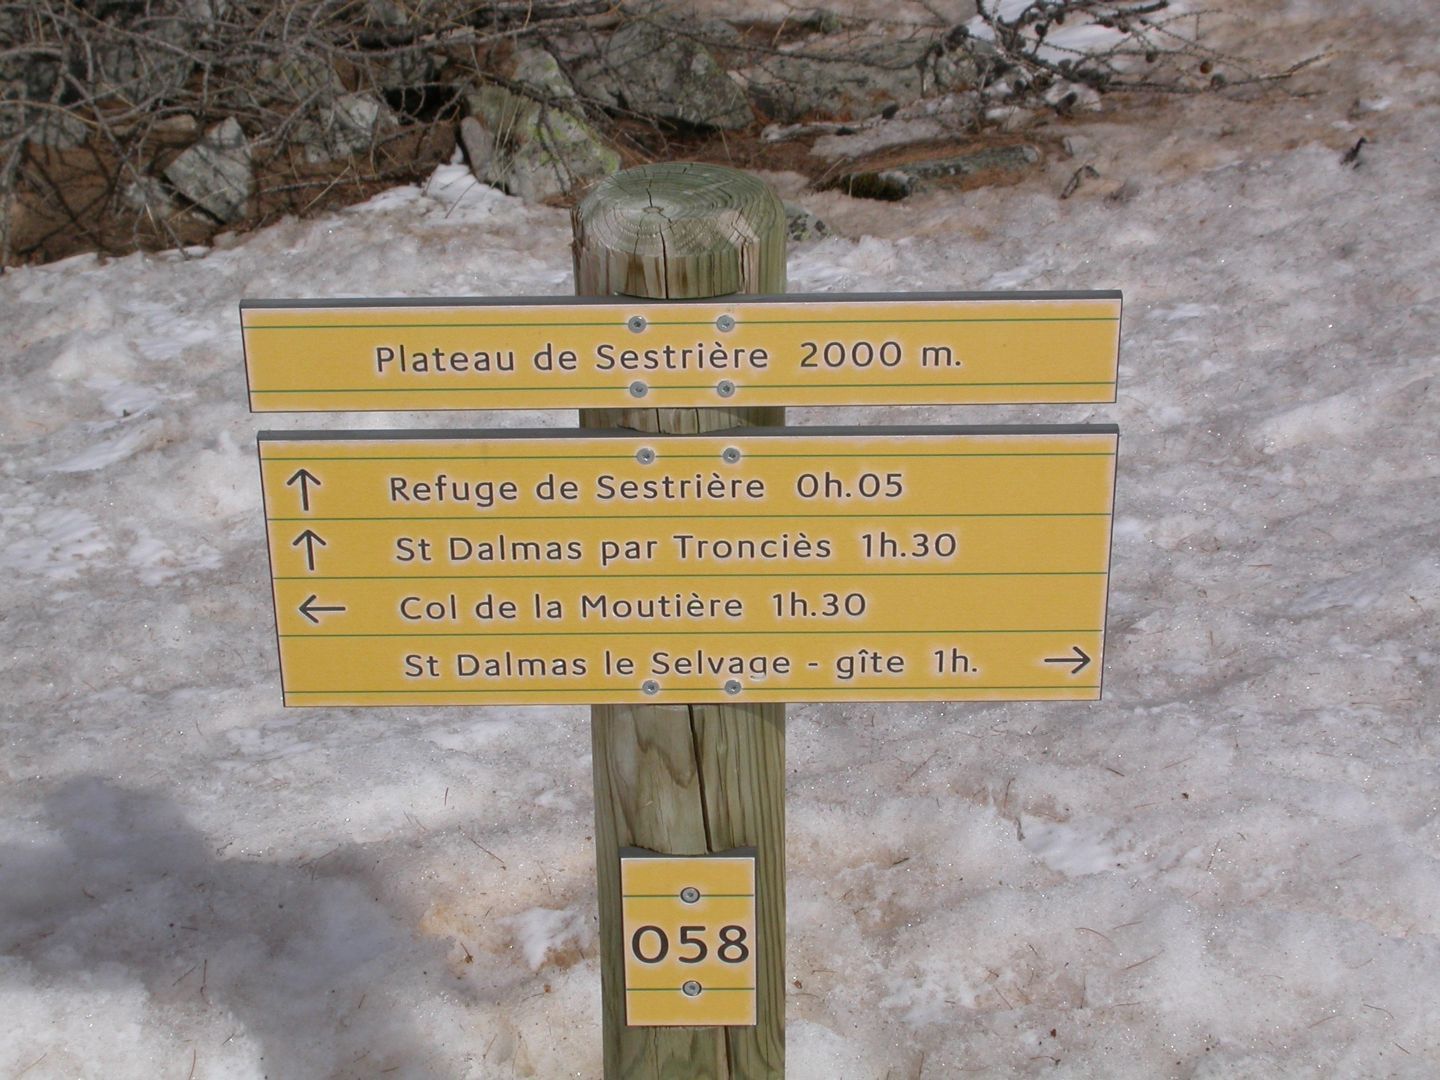 Plateau de Sestrière 2000 m.
↑ Refuge de Sestrière 0h.05
↑ St Dalmas par Tronciès 1h.30
← Col de la Moutière 1h.30
St Dalmas le Selvage - gîte 1h. →
058